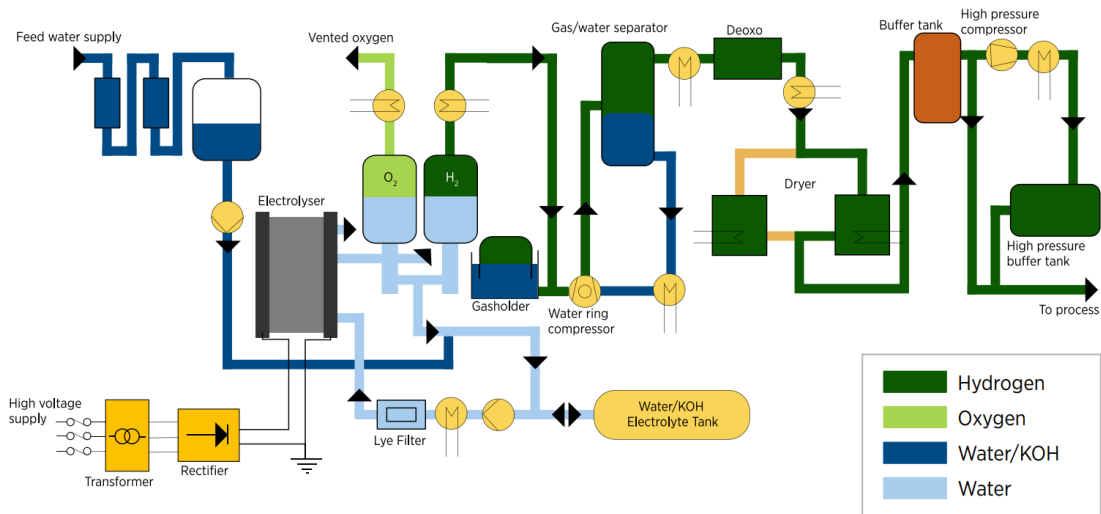 Feed water supply
Vented oxygen
Gas/water separator
Deoxo
Buffer tank
High pressure
compressor
O2
H2
Electrolyser
Dryer
Gasholder
Water ring
compressor
High pressure
buffer tank
To process
High voltage
supply
Transformer
Rectifier
Lye Filter
Water/KOH
Electrolyte Tank
Hydrogen
Oxygen
Water/KOH
Water